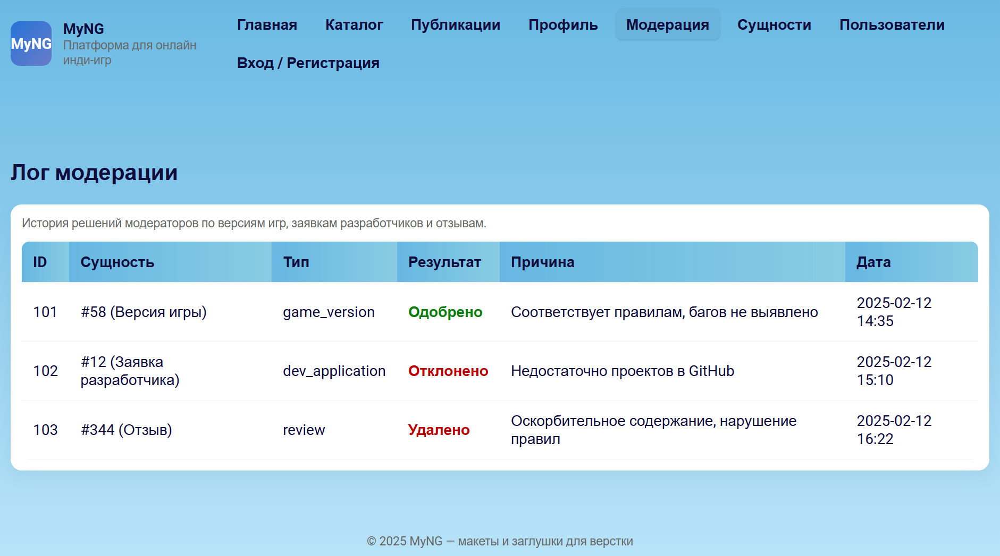 MyNG
MyNG
Платформа для онлайн
инди-игр
Главная Каталог Публикации Профиль Модерация Сущности Пользователи
Вход / Регистрация
Лог модерации
История решений модераторов по версиям игр, заявкам разработчиков и отзывам.
ID Сущность Тип Результат Причина Дата
101 #58 (Версия игры) game_version Одобрено Соответствует правилам, багов не выявлено 2025-02-12
14:35
102 #12 (Заявка
разработчика) dev_application Отклонено Недостаточно проектов в GitHub 2025-02-12
15:10
103 #344 (Отзыв) review Удалено Оскорбительное содержание, нарушение
правил 2025-02-12
16:22
© 2025 MyNG — макеты и заглушки для верстки